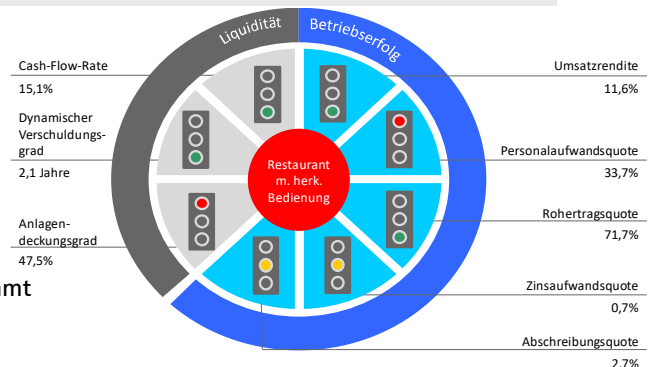 Liquidität
Betriebserfolg
Cash-Flow-Rate
15,1%
Dynamischer
Verschuldungs-
grad
2,1 Jahre
Anlagen-
deckungsgrad
47,5%
Restaurant
m. herk.
Bedienung
Umsatzrendite
11,6%
Personalaufwandsquote
33,7%
Rohertragsquote
71,7%
Zinsaufwandsquote
0,7%
Abschreibungsquote
2,7%